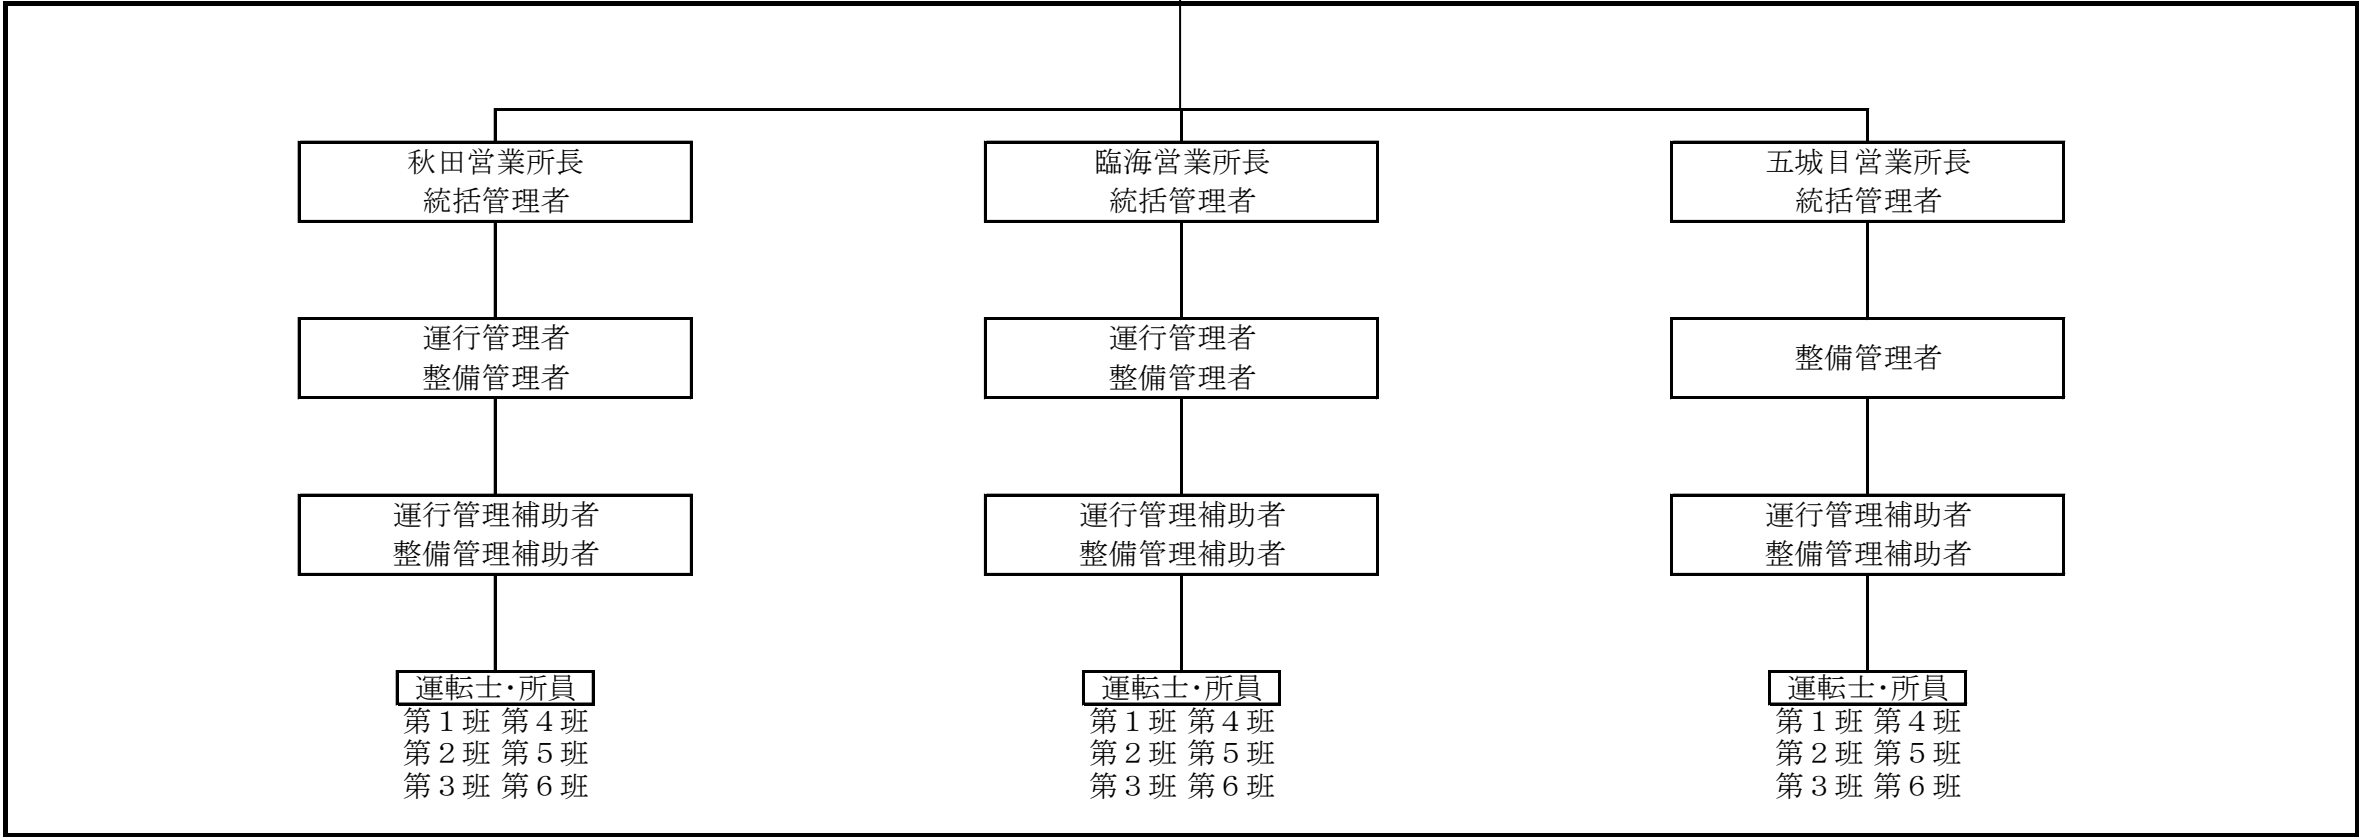 秋田営業所長
統括管理者
臨海営業所長
統括管理者
五城目営業所長
統括管理者
運行管理者
整備管理者
運行管理者
整備管理者
整備管理者
運行管理補助者
整備管理補助者
運行管理補助者
整備管理補助者
運行管理補助者
整備管理補助者
運転士・所員
第１班 第４班
第２班 第５班
第３班 第６班
運転士・所員
第１班 第４班
第２班 第５班
第３班 第６班
運転士・所員
第１班 第４班
第２班 第５班
第３班 第６班